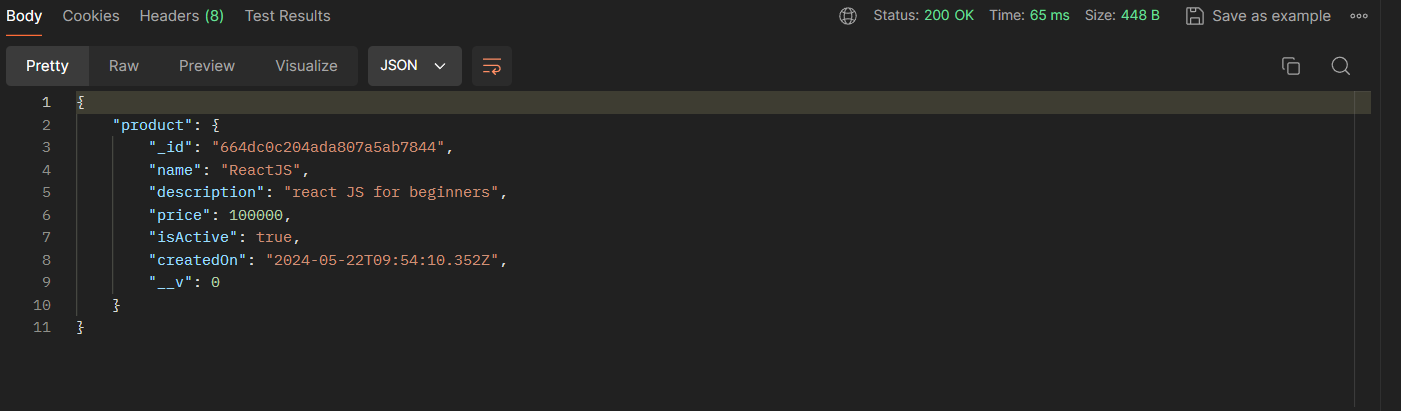 Body Cookies Headers (8) Test Results Status: 200 OK Time: 65 ms Size: 448 B Save as example
Pretty Raw Preview Visualize JSON
1 {
2 "product": {
3 "_id": "664dc0c204ada807a5ab7844",
4 "name": "ReactJS",
5 "description": "react JS for beginners",
6 "price": 100000,
7 "isActive": true,
8 "createdOn": "2024-05-22T09:54:10.352Z",
9 "__v": 0
10 }
11 }